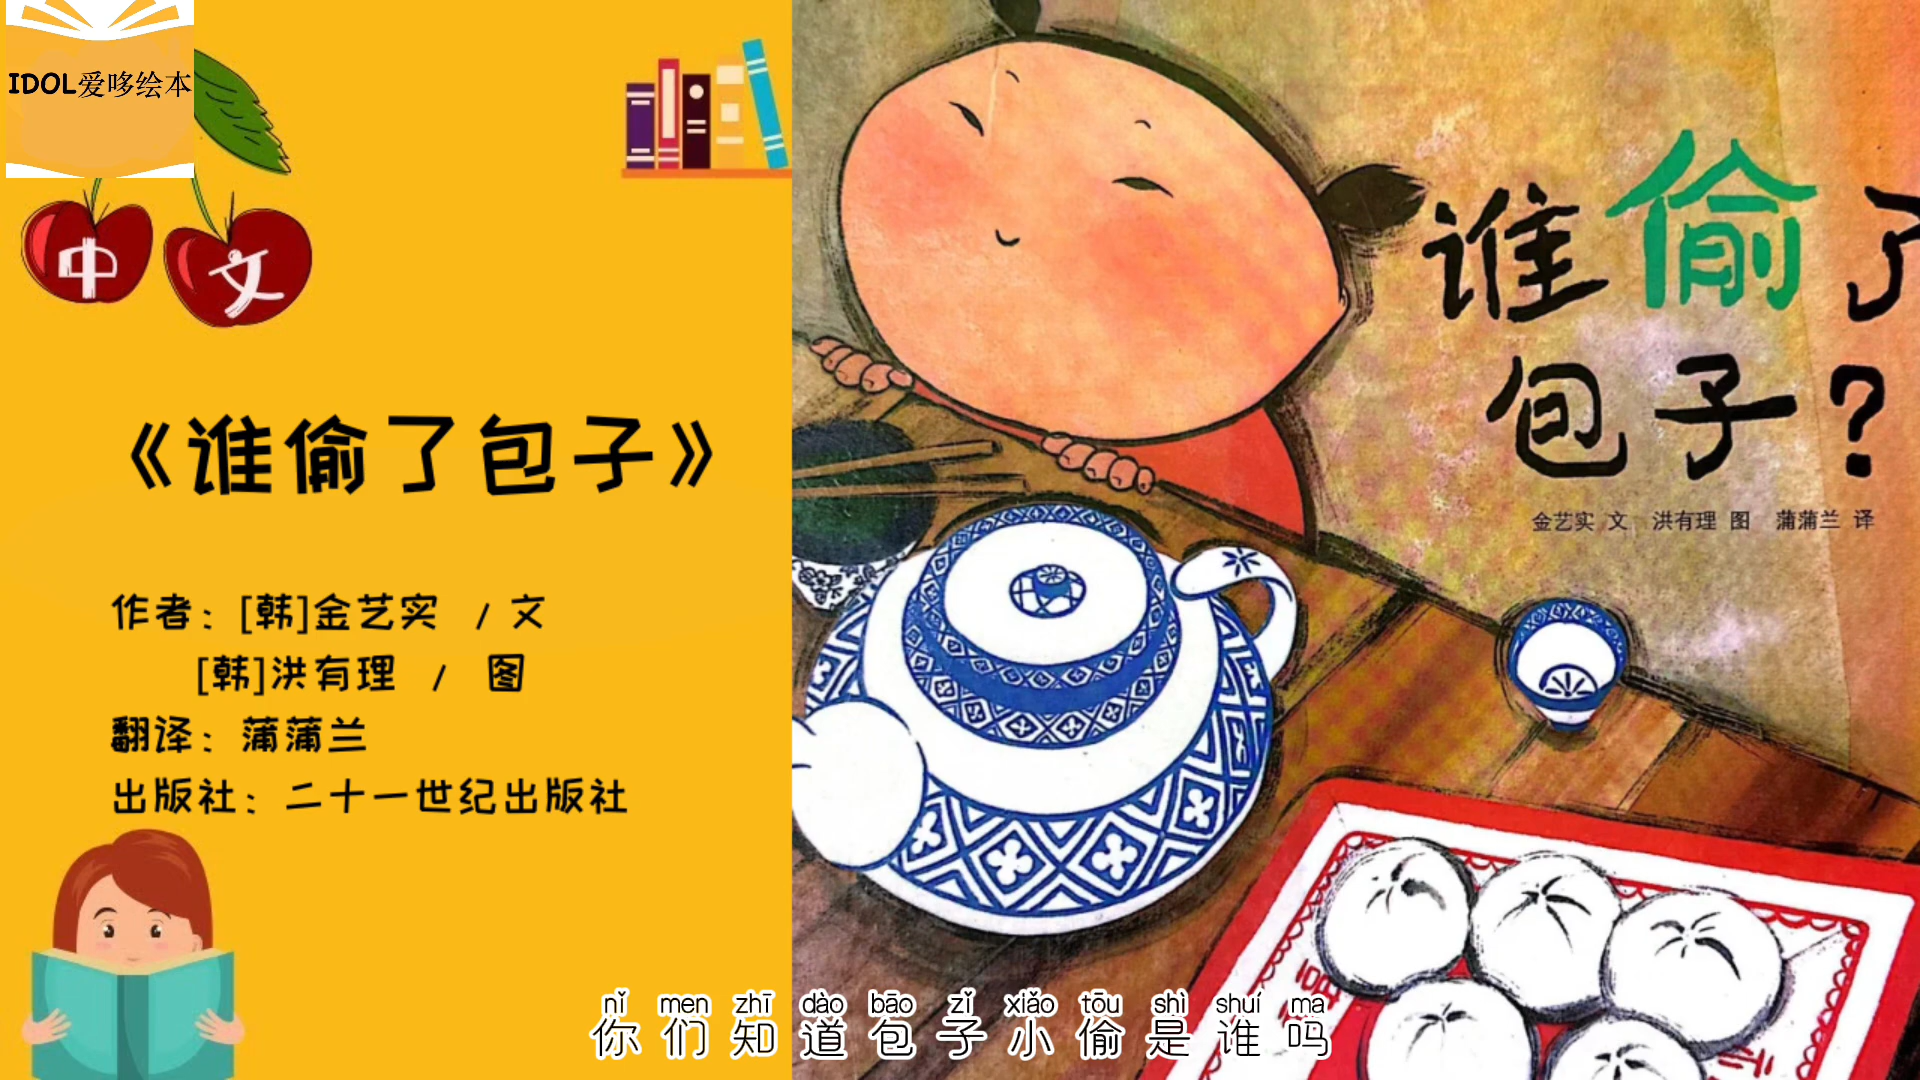 IDOL爱哆绘本
中文
《谁偷了包子》
作者：[韩]金艺实 / 文
[韩]洪有理 / 图
翻译：蒲蒲兰
出版社：二十一世纪出版社
谁偷了
包子?
金艺实 文 洪有理 图 蒲蒲兰 译
nǐ men zhī dào bāo zǐ xiǎo tōu shì shuí ma
你们知道包子小偷是谁吗